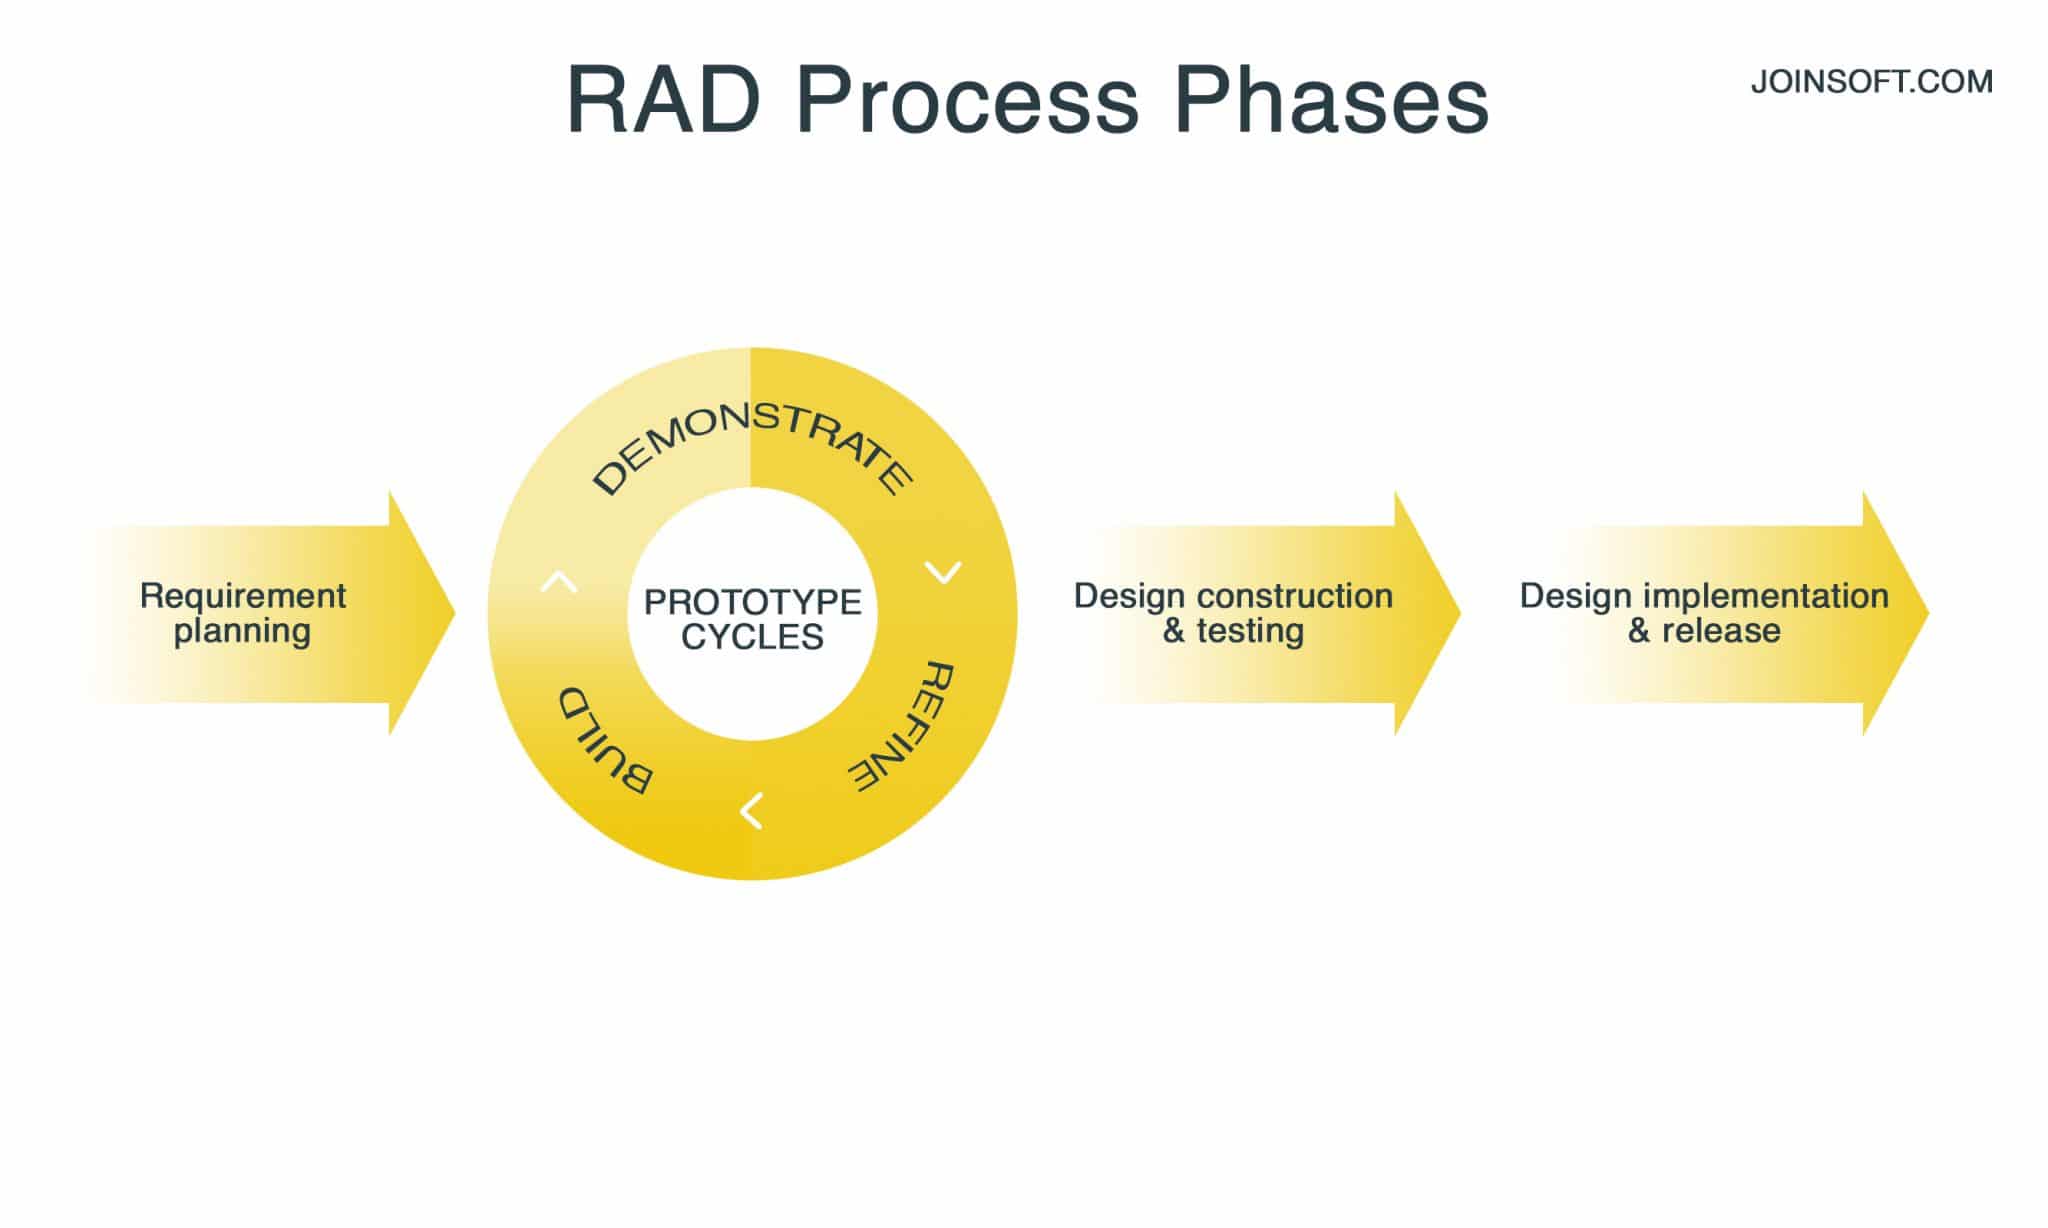 RAD Process Phases
JOINSOFT.COM
Requirement
planning
DEMONSTRATE
REFINE
BUILD
PROTOTYPE
CYCLES
Design construction
& testing
Design implementation
& release